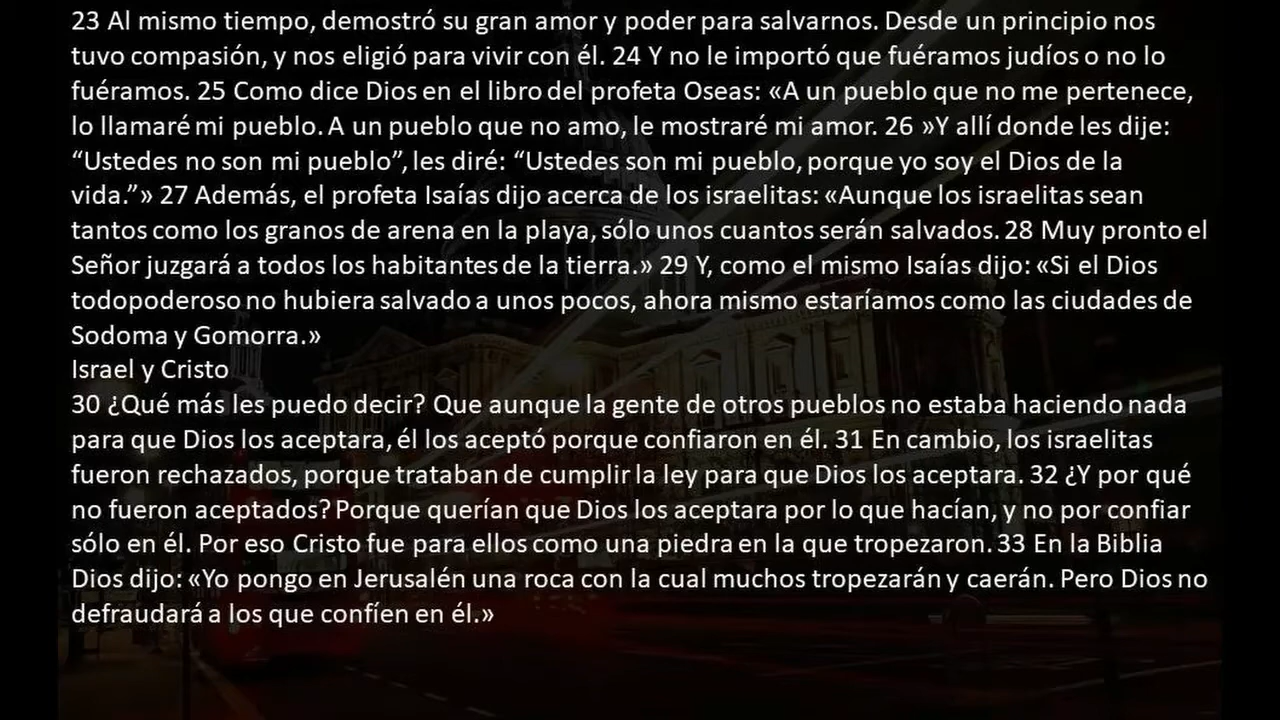 23 Al mismo tiempo, demostró su gran amor y poder para salvarnos. Desde un principio nos
tuvo compasión, y nos eligió para vivir con él. 24 Y no le importó que fuéramos judíos o no lo
fuéramos. 25 Como dice Dios en el libro del profeta Oseas: «A un pueblo que no me pertenece,
lo llamaré mi pueblo. A un pueblo que no amo, le mostraré mi amor. 26 »Y allí donde les dije:
“Ustedes no son mi pueblo”, les diré: “Ustedes son mi pueblo, porque yo soy el Dios de la
vida.”» 27 Además, el profeta Isaías dijo acerca de los israelitas: «Aunque los israelitas sean
tantos como los granos de arena en la playa, sólo unos cuantos serán salvados. 28 Muy pronto el
Señor juzgará a todos los habitantes de la tierra.» 29 Y, como el mismo Isaías dijo: «Si el Dios
todopoderoso no hubiera salvado a unos pocos, ahora mismo estaríamos como las ciudades de
Sodoma y Gomorra.»
Israel y Cristo
30 ¿Qué más les puedo decir? Que aunque la gente de otros pueblos no estaba haciendo nada
para que Dios los aceptara, él los aceptó porque confiaron en él. 31 En cambio, los israelitas
fueron rechazados, porque trataban de cumplir la ley para que Dios los aceptara. 32 ¿Y por qué
no fueron aceptados? Porque querían que Dios los aceptara por lo que hacían, y no por confiar
sólo en él. Por eso Cristo fue para ellos como una piedra en la que tropezaron. 33 En la Biblia
Dios dijo: «Yo pongo en Jerusalén una roca con la cual muchos tropezarán y caerán. Pero Dios no
defraudará a los que confíen en él.»